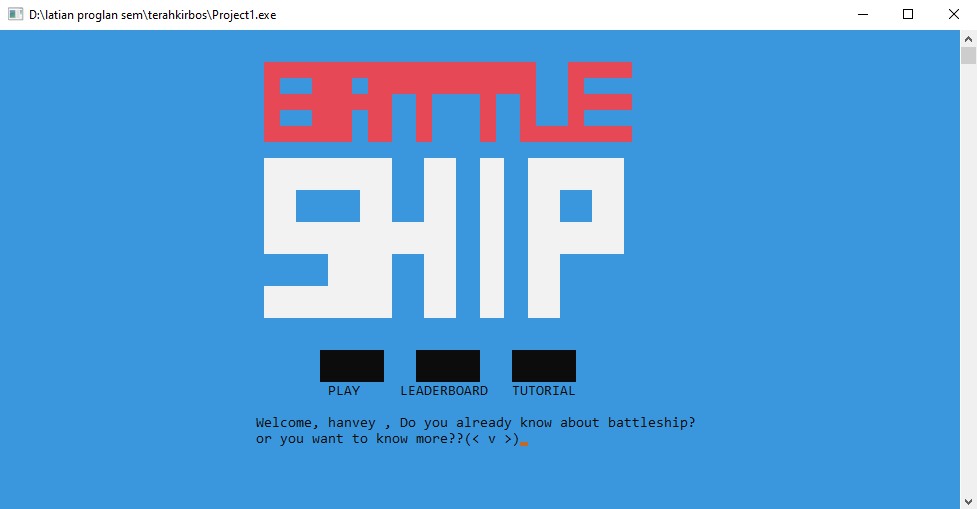 D:\latian proglan sem\terahkirbos\Project1.exe
BATTLE
SHIP
PLAY LEADERBOARD TUTORIAL
Welcome, hanvey , Do you already know about battleship?
or you want to know more??(< v >)